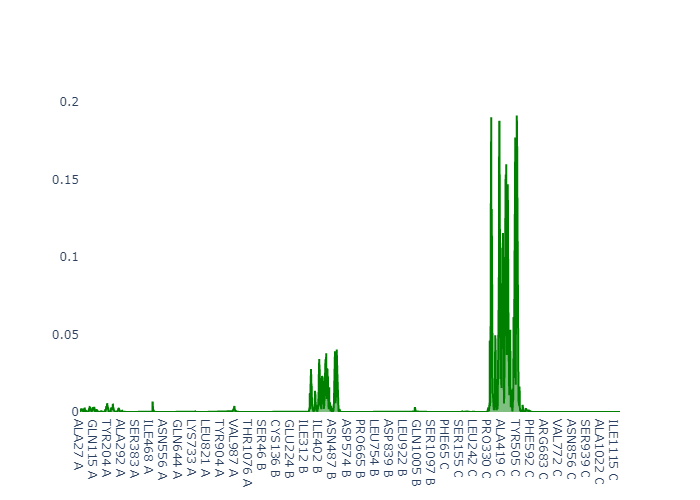 0.2
0.15
0.1
0.05
0
ALA27 A
GLN115 A
TYR204 A
ALA292 A
SER383 A
ILE468 A
ASN556 A
GLN644 A
LYS733 A
LEU821 A
TYR904 A
VAL987 A
THR1076 A
SER46 B
CYS136 B
GLU224 B
ILE312 B
ILE402 B
ASN487 B
ASP574 B
PRO665 B
LEU754 B
ASP839 B
LEU922 B
GLN1005 B
SER1097 B
PHE65 C
SER155 C
LEU242 C
PRO330 C
ALA419 C
TYR505 C
PHE592 C
ARG683 C
VAL772 C
ASN856 C
SER939 C
ALA1022 C
ILE1115 C